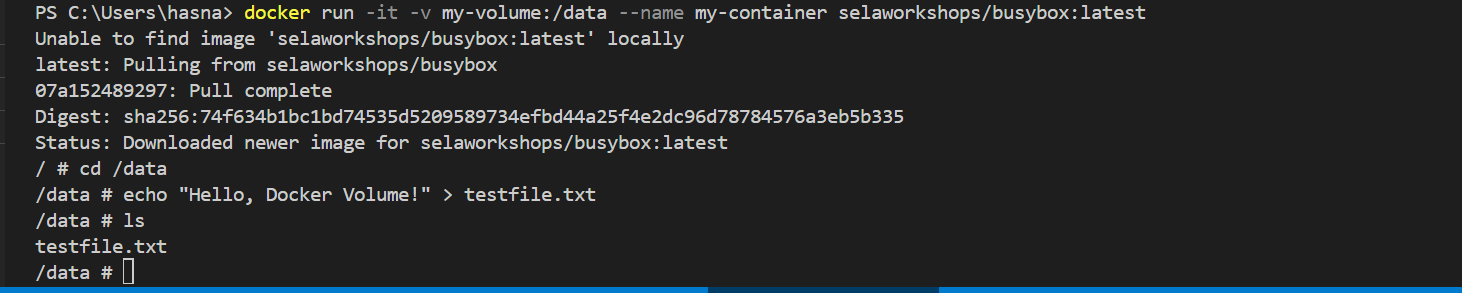 PS C:\Users\hasna> docker run -it -v my-volume:/data --name my-container selaworkshops/busybox:latest
Unable to find image 'selaworkshops/busybox:latest' locally
latest: Pulling from selaworkshops/busybox
07a152489297: Pull complete
Digest: sha256:74f634b1bc1bd74535d5209589734efbd44a25f4e2dc96d78784576a3eb5b335
Status: Downloaded newer image for selaworkshops/busybox:latest
/ # cd /data
/data # echo "Hello, Docker Volume!" > testfile.txt
/data # ls
testfile.txt
/data #